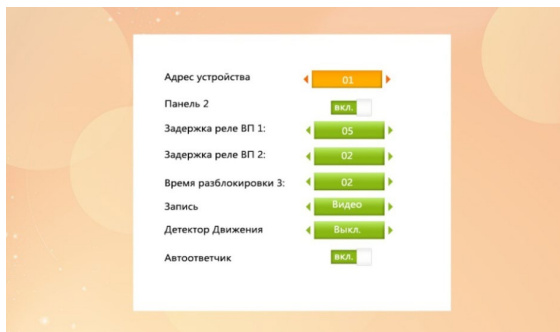 Адрес устройства 01
Панель 2 вкл.
Задержка реле ВП 1: 05
Задержка реле ВП 2: 02
Время разблокировки 3: 02
Запись Видео
Детектор Движения Выкл.
Автоответчик вкл.